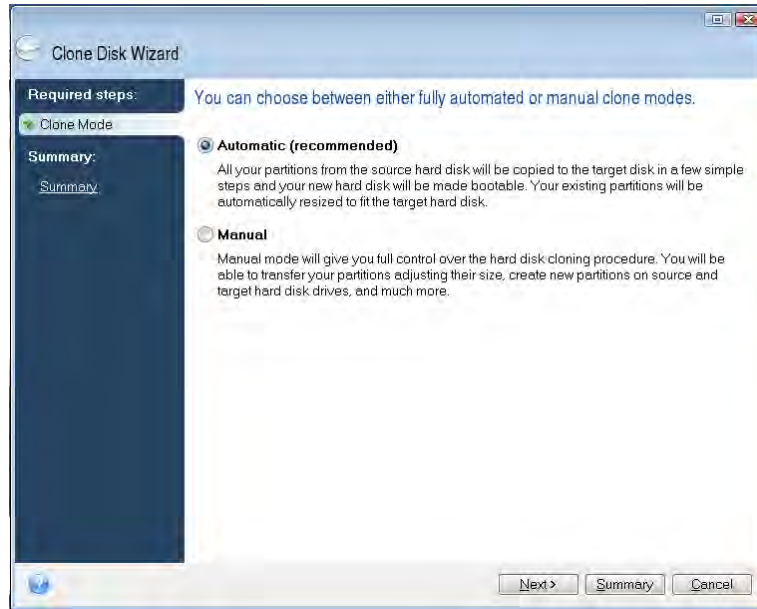 Clone Disk Wizard
Required steps:
Clone Mode
Summary:
Summary
You can choose between either fully automated or manual clone modes.
Automatic (recommended)
All your partitions from the source hard disk will be copied to the target disk in a few simple
steps and your new hard disk will be made bootable. Your existing partitions will be
automatically resized to fit the target hard disk.
Manual
Manual mode will give you full control over the hard disk cloning procedure. You will be
able to transfer your partitions adjusting their size, create new partitions on source and
target hard disk drives, and much more.
Next >
Summary
Cancel